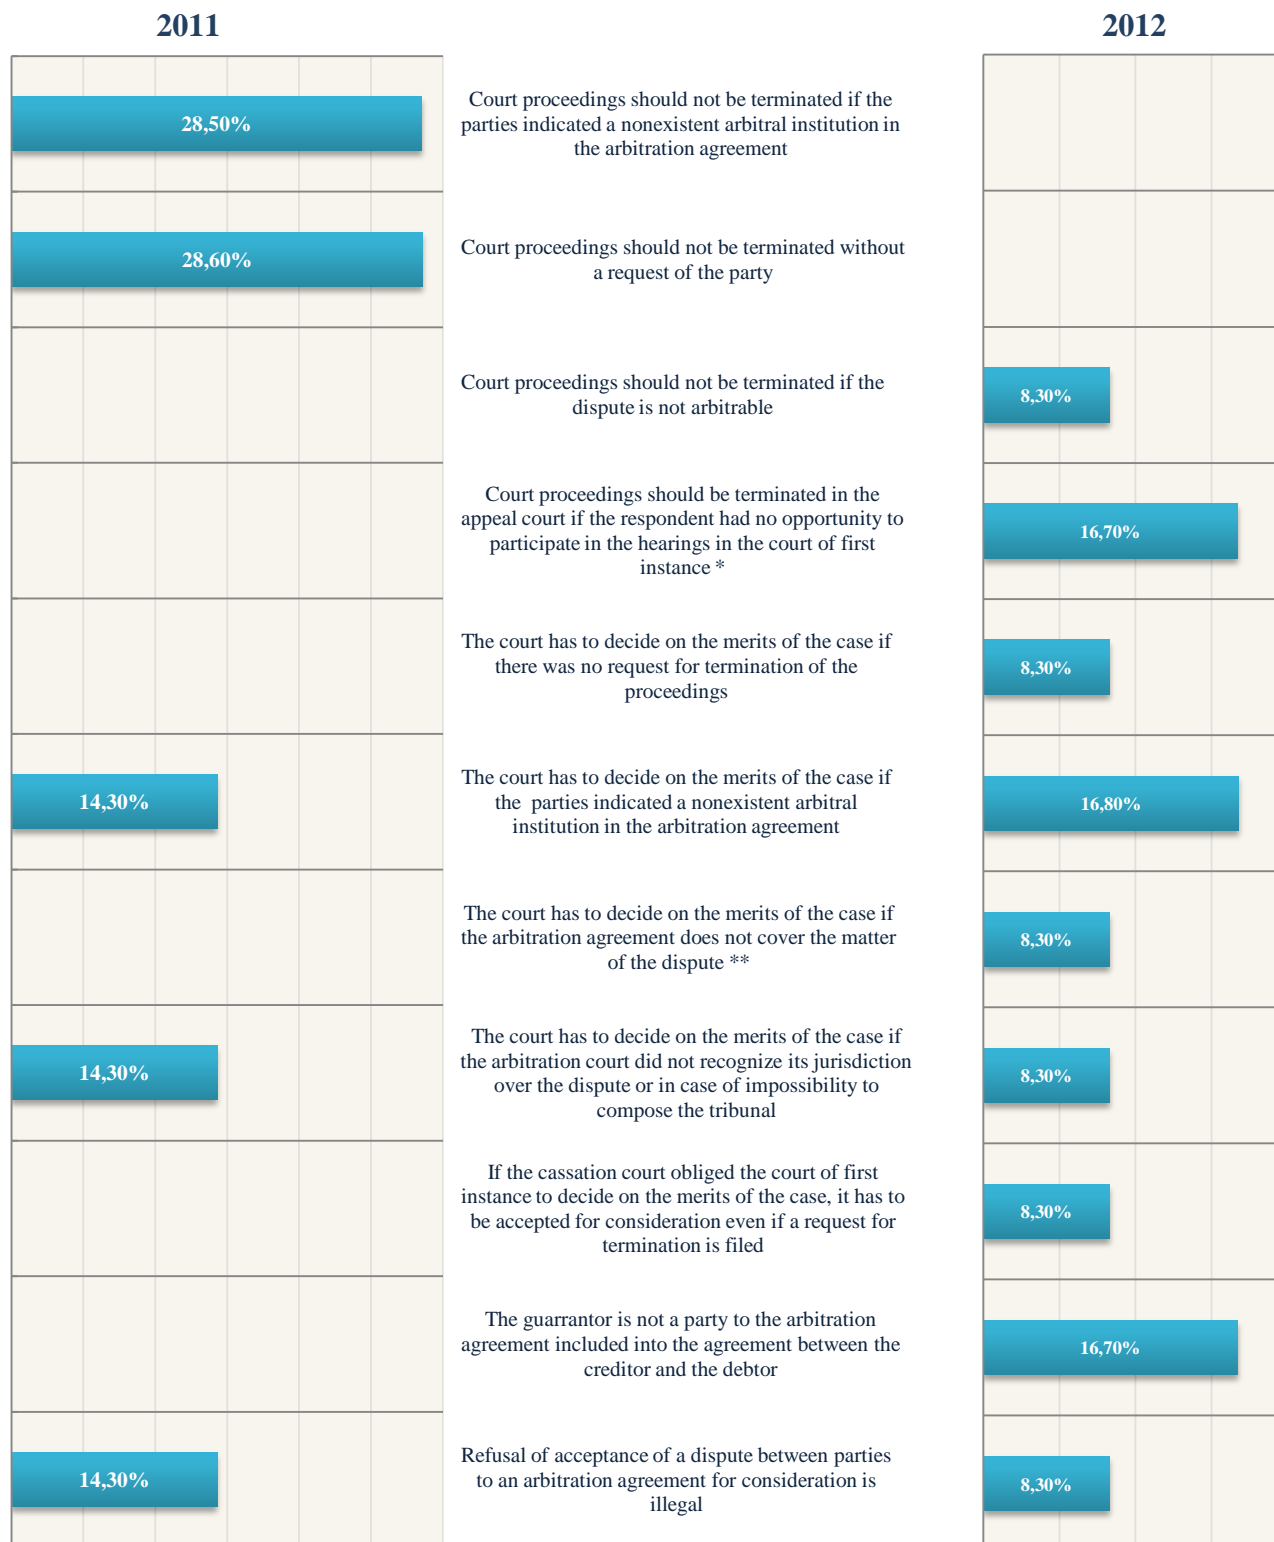 2011
2012
28,50%
Court proceedings should not be terminated if the
parties indicated a nonexistent arbitral institution in
the arbitration agreement
28,60%
Court proceedings should not be terminated without
a request of the party
Court proceedings should not be terminated if the
dispute is not arbitrable
8,30%
Court proceedings should be terminated in the
appeal court if the respondent had no opportunity to
participate in the hearings in the court of first
instance *
16,70%
The court has to decide on the merits of the case if
there was no request for termination of the
proceedings
8,30%
14,30%
The court has to decide on the merits of the case if
the parties indicated a nonexistent arbitral
institution in the arbitration agreement
16,80%
The court has to decide on the merits of the case if
the arbitration agreement does not cover the matter
of the dispute **
8,30%
14,30%
The court has to decide on the merits of the case if
the arbitration court did not recognize its jurisdiction
over the dispute or in case of impossibility to
compose the tribunal
8,30%
If the cassation court obliged the court of first
instance to decide on the merits of the case, it has to
be accepted for consideration even if a request for
termination is filed
8,30%
The guarrantor is not a party to the arbitration
agreement included into the agreement between the
creditor and the debtor
16,70%
14,30%
Refusal of acceptance of a dispute between parties
to an arbitration agreement for consideration is
illegal
8,30%